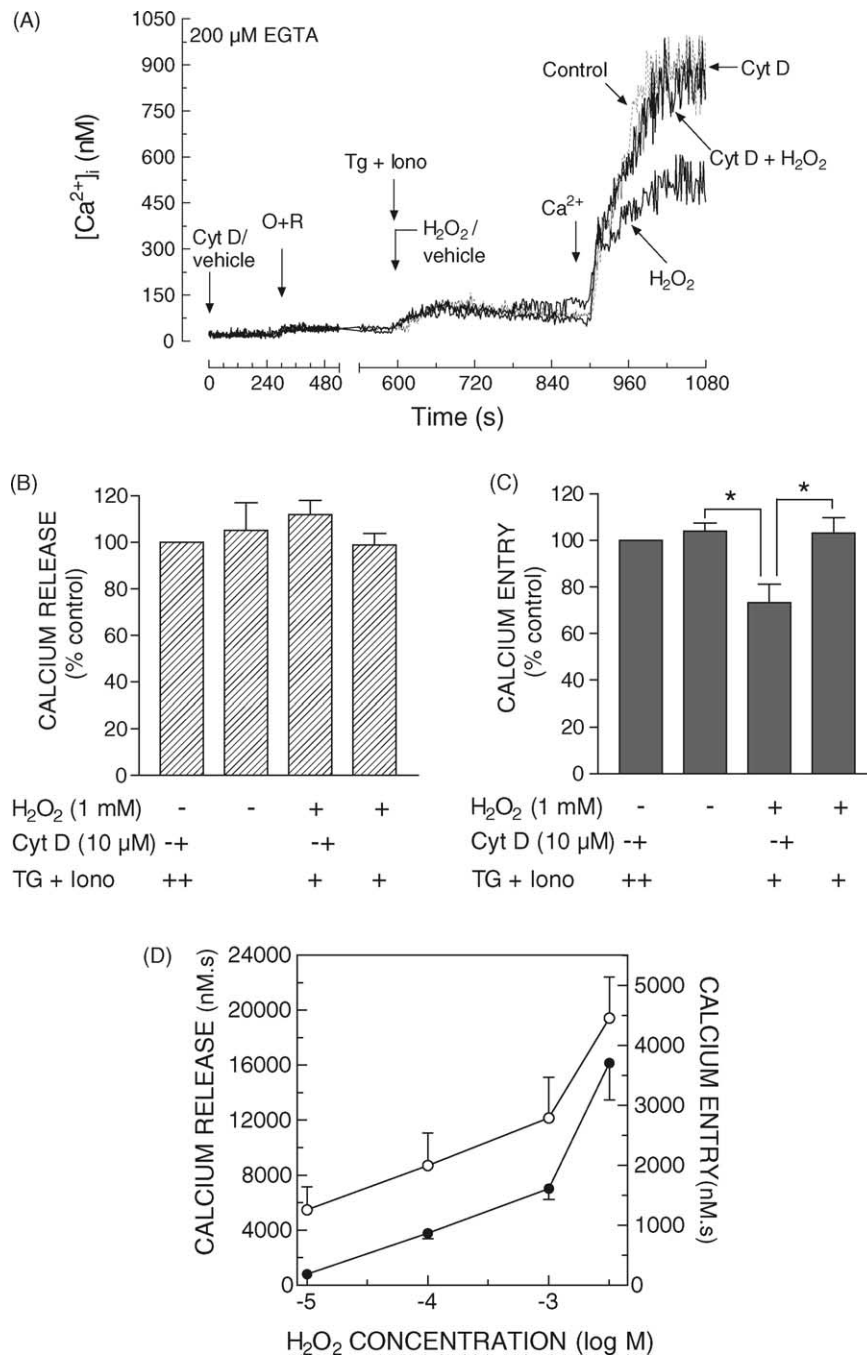 (A)
200 µM EGTA
1050
900
750
600
450
300
150
0
[Ca²⁺]ᵢ (nM)
Cyt D/
vehicle
O+R
Tg + Iono
H₂O₂/
vehicle
Ca²⁺
Control
Cyt D
Cyt D + H₂O₂
H₂O₂
0 240 480 600 720 840 960 1080
Time (s)
(B)
CALCIUM RELEASE
(% control)
120
100
80
60
40
20
0
H₂O₂ (1 mM) - - + +
Cyt D (10 µM) -+ -+
TG + Iono ++ + +
(C)
CALCIUM ENTRY
(% control)
120
100
80
60
40
20
0
* *
H₂O₂ (1 mM) - - + +
Cyt D (10 µM) -+ -+
TG + Iono ++ + +
(D)
CALCIUM RELEASE (nM.s)
24000
20000
16000
12000
8000
4000
0
CALCIUM ENTRY(nM.s)
5000
4000
3000
2000
1000
0
-5 -4 -3
H₂O₂ CONCENTRATION (log M)